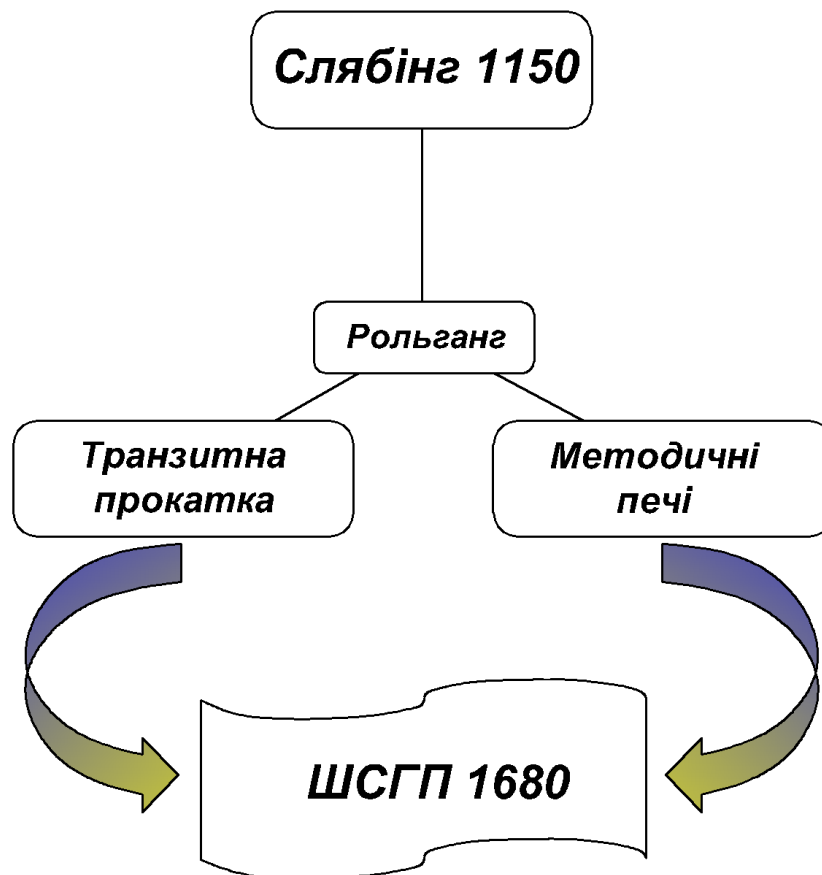 Слябінг 1150
Рольганг
Транзитна
прокатка
Методичні
печі
ШСГП 1680